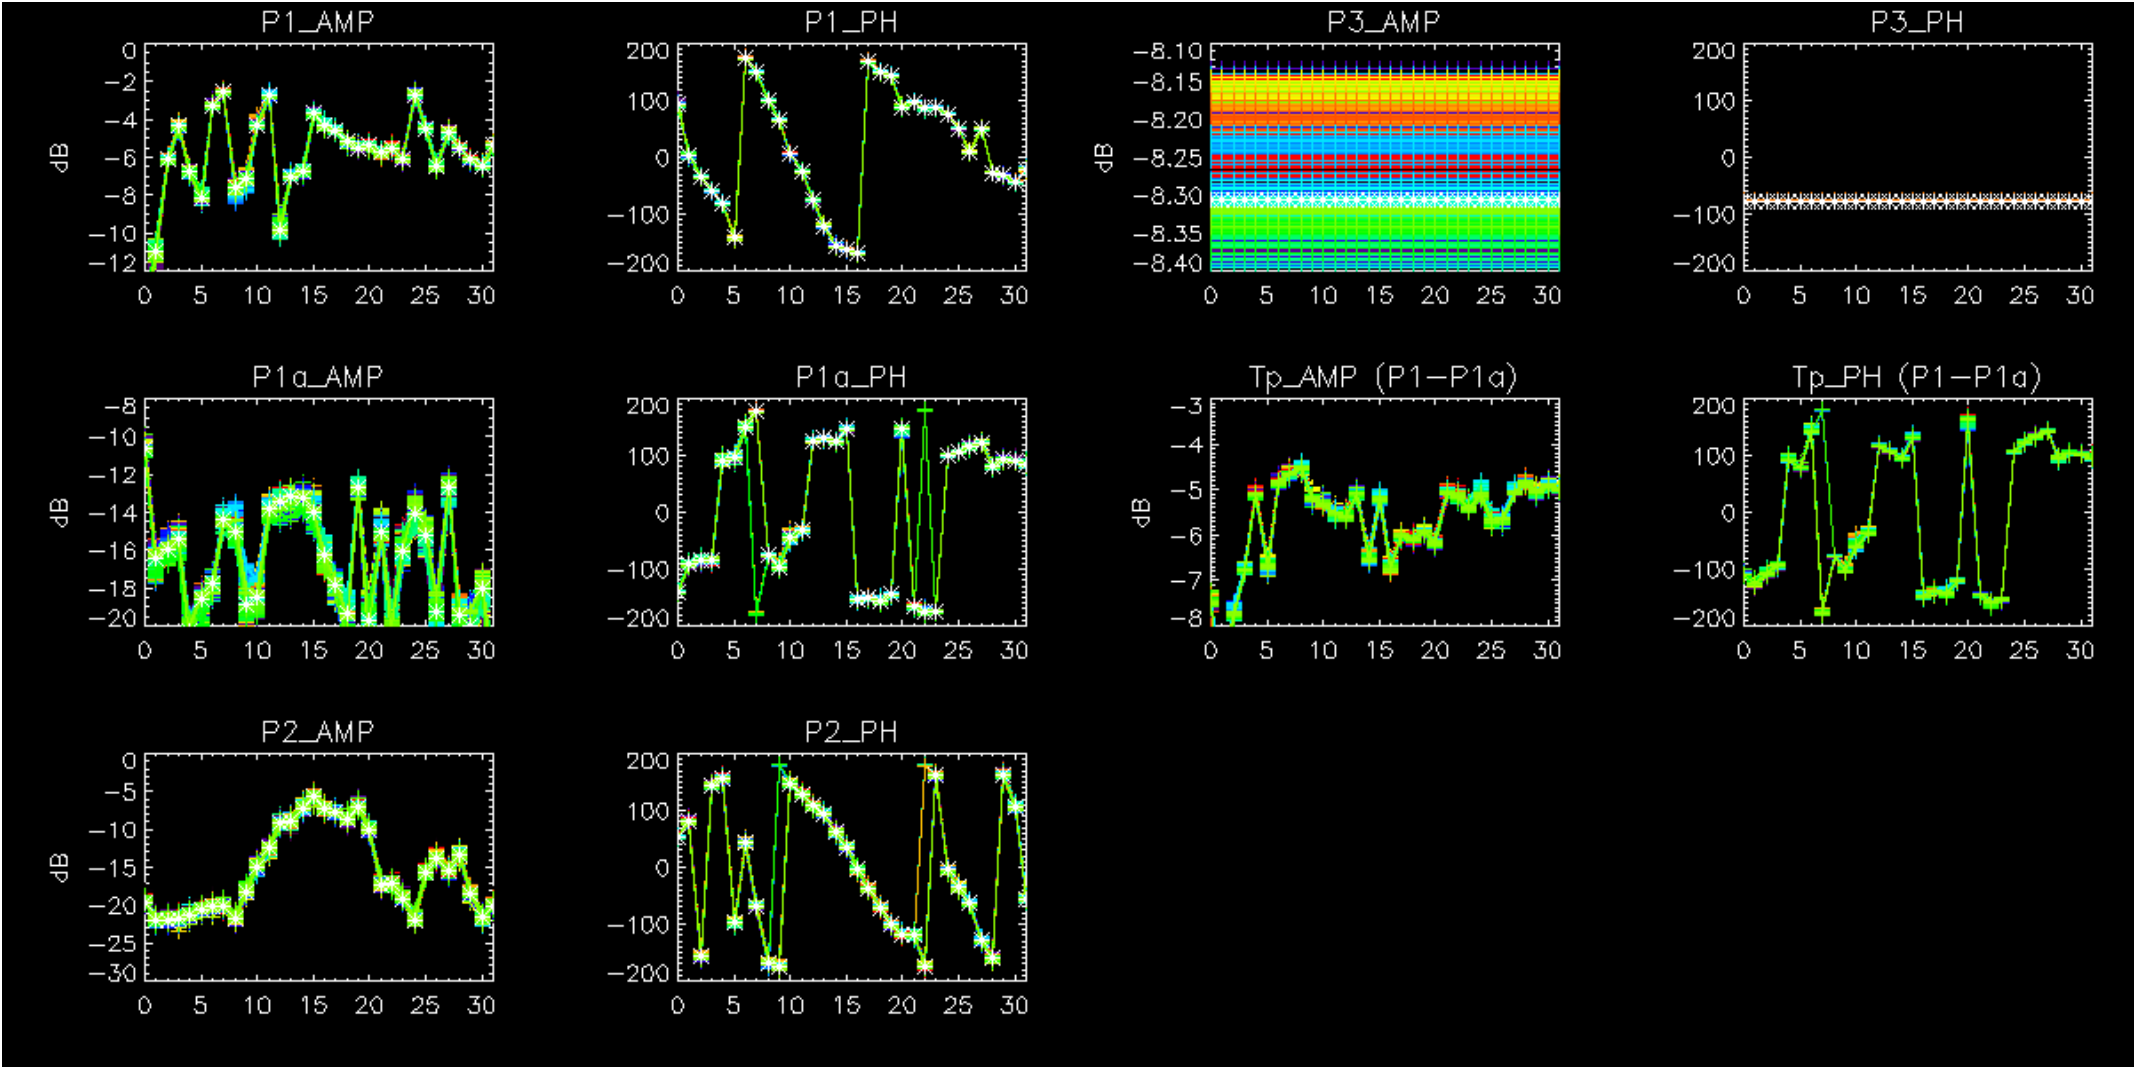 P1_AMP
dB
0
−2
−4
−6
−8
−10
−12
0 5 10 15 20 25 30
P1_PH
200
100
0
−100
−200
0 5 10 15 20 25 30
P3_AMP
dB
−8.10
−8.15
−8.20
−8.25
−8.30
−8.35
−8.40
0 5 10 15 20 25 30
P3_PH
200
100
0
−100
−200
0 5 10 15 20 25 30
P1a_AMP
dB
−8
−10
−12
−14
−16
−18
−20
0 5 10 15 20 25 30
P1a_PH
200
100
0
−100
−200
0 5 10 15 20 25 30
Tp_AMP (P1−P1a)
dB
−3
−4
−5
−6
−7
−8
0 5 10 15 20 25 30
Tp_PH (P1−P1a)
200
100
0
−100
−200
0 5 10 15 20 25 30
P2_AMP
dB
0
−5
−10
−15
−20
−25
−30
0 5 10 15 20 25 30
P2_PH
200
100
0
−100
−200
0 5 10 15 20 25 30